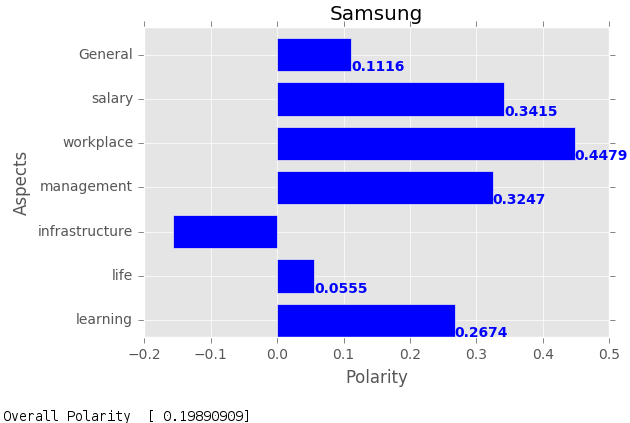 Samsung
General
0.1116
salary
0.3415
workplace
0.4479
management
0.3247
infrastructure
life
0.0555
learning
0.2674
Aspects
−0.2 −0.1 0.0 0.1 0.2 0.3 0.4 0.5
Polarity
Overall Polarity [ 0.19890909]